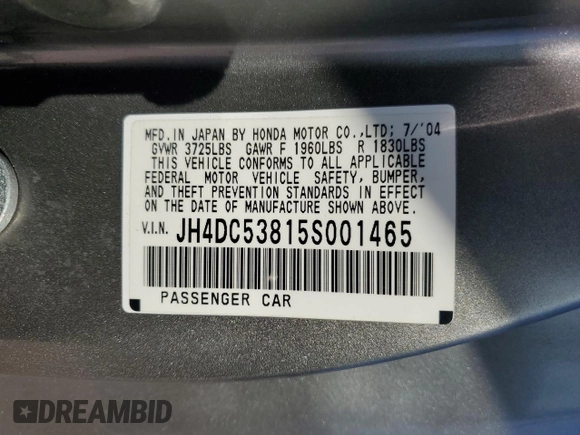 MFD. IN JAPAN BY HONDA MOTOR CO.,LTD; 7/'04
GVWR 3725LBS GAWR F 1960LBS R 1830LBS
THIS VEHICLE CONFORMS TO ALL APPLICABLE
FEDERAL MOTOR VEHICLE SAFETY, BUMPER,
AND THEFT PREVENTION STANDARDS IN EFFECT
ON THE DATE OF MANUFACTURE SHOWN ABOVE.
V.I.N. JH4DC53815S001465
PASSENGER CAR
DREAMBID